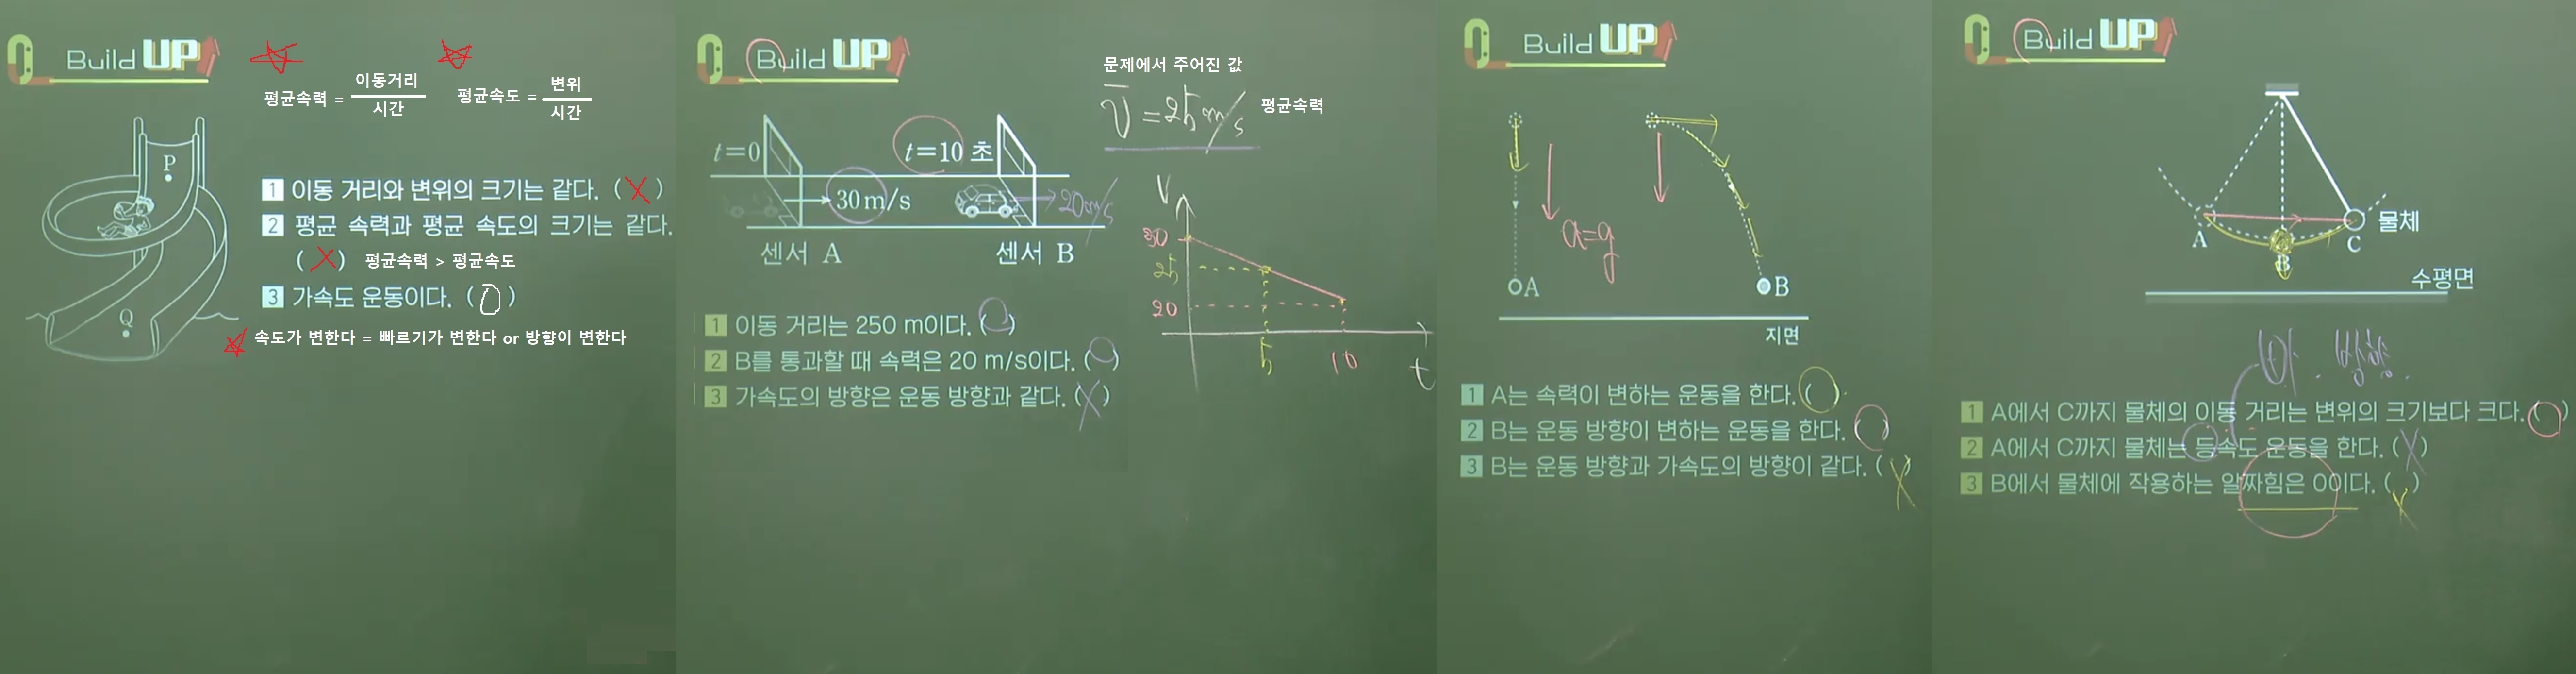 Build UP
평균속력 = 이동거리 / 시간
평균속도 = 변위 / 시간
P
Q
1 이동 거리와 변위의 크기는 같다. (X)
2 평균 속력과 평균 속도의 크기는 같다.
(X) 평균속력 > 평균속도
3 가속도 운동이다. (O)
속도가 변한다 = 빠르기가 변한다 or 방향이 변한다
Build UP
문제에서 주어진 값
v̄ = 25m/s 평균속력
t=0
t=10 초
30 m/s
20m/s
센서 A
센서 B
V
30
25
20
5
10
t
1 이동 거리는 250 m이다. (O)
2 B를 통과할 때 속력은 20 m/s이다. (O)
3 가속도의 방향은 운동 방향과 같다. (X)
Build UP
a=g
A
B
지면
1 A는 속력이 변하는 운동을 한다. (O)
2 B는 운동 방향이 변하는 운동을 한다. (O)
3 B는 운동 방향과 가속도의 방향이 같다. (X)
Build UP
A
B
C
물체
수평면
방향.
1 A에서 C까지 물체의 이동 거리는 변위의 크기보다 크다. (O)
2 A에서 C까지 물체는 등속도 운동을 한다. (X)
3 B에서 물체에 작용하는 알짜힘은 0이다. (X)